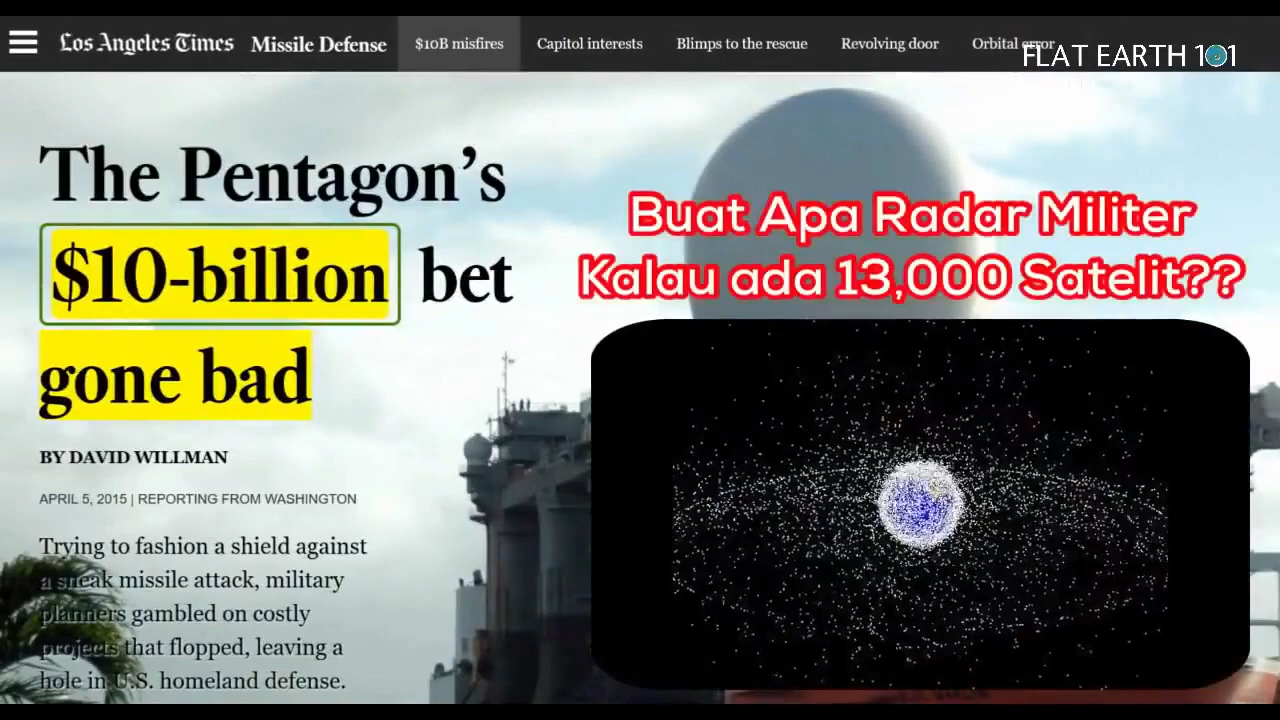 Los Angeles Times Missile Defense $10B misfires Capitol interests Blimps to the rescue Revolving door Orbital error
FLAT EARTH 101
The Pentagon's
$10-billion bet
gone bad
BY DAVID WILLMAN
APRIL 5, 2015 | REPORTING FROM WASHINGTON
Trying to fashion a shield against
a sneak missile attack, military
planners gambled on costly
projects that flopped, leaving a
hole in U.S. homeland defense.
Buat Apa Radar Militer
Kalau ada 13,000 Satelit??